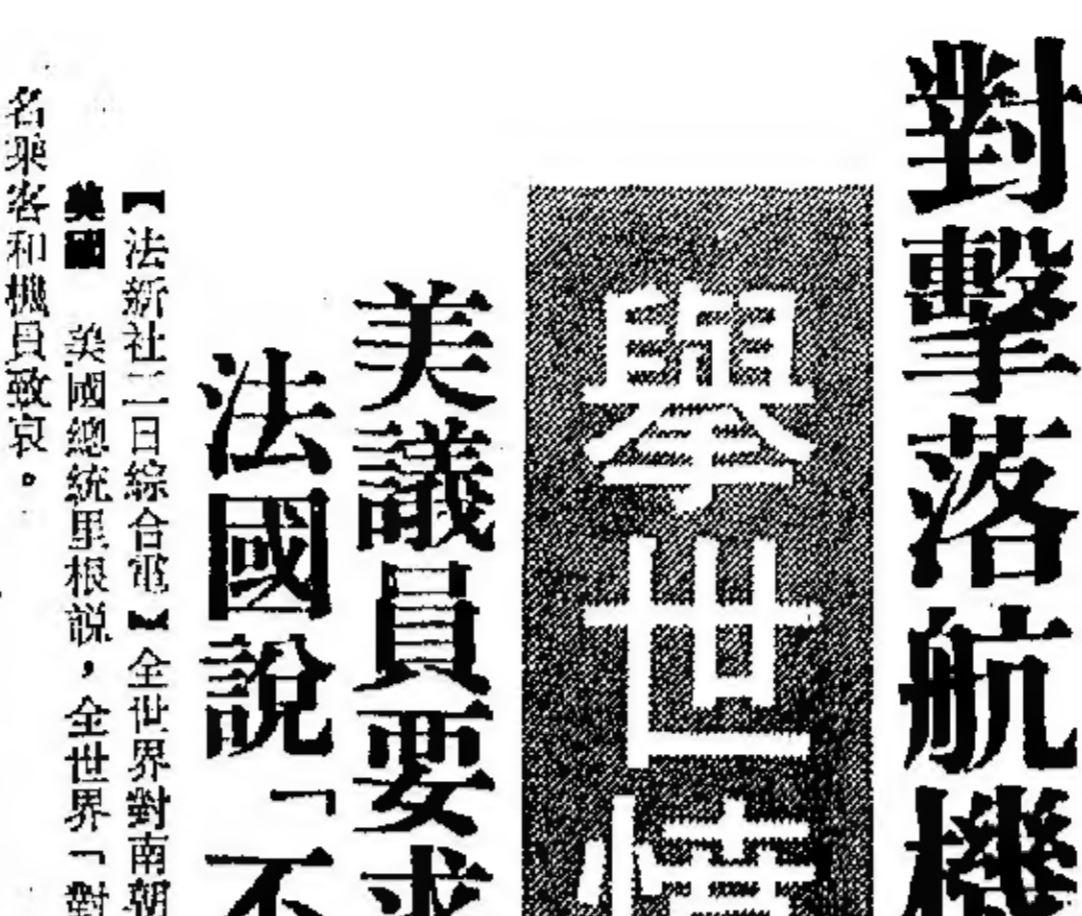 對擊落航機
舉世憤
美議員要求
法國說「不
【法新社二日綜合電】全世界對南朝
美國　美國總統里根説，全世界「對
名乘客和機員致哀。